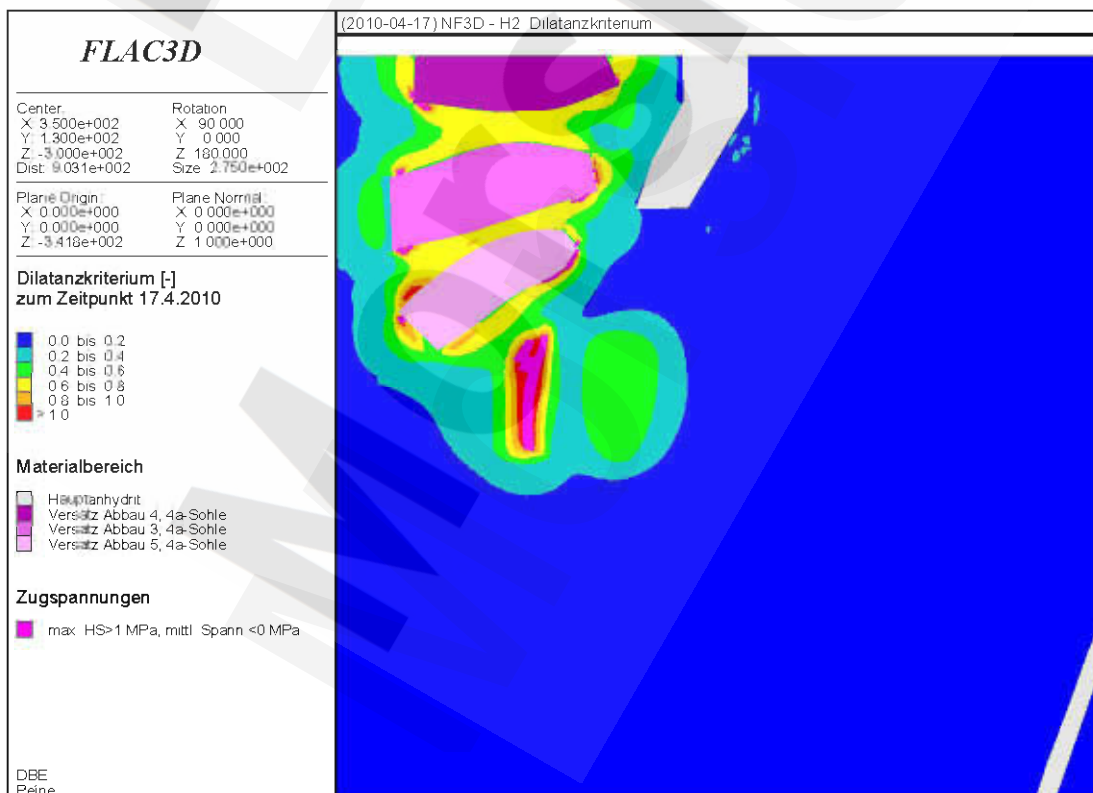 (2010-04-17) NF3D - H2 Dilatanzkriterium
FLAC3D
Center: Rotation
X: 3.500e+002 X: 90.000
Y: 1.300e+002 Y: 0.000
Z: -3.000e+002 Z: 180.000
Dist: 9.031e+002 Size: 2.750e+002
Plane Origin: Plane Normal:
X: 0.000e+000 X: 0.000e+000
Y: 0.000e+000 Y: 0.000e+000
Z: -3.418e+002 Z: 1.000e+000
Dilatanzkriterium [-]
zum Zeitpunkt 17.4.2010
0.0 bis 0.2
0.2 bis 0.4
0.4 bis 0.6
0.6 bis 0.8
0.8 bis 1.0
> 1.0
Materialbereich
Hauptanhydrit
Versatz Abbau 4, 4a-Sohle
Versatz Abbau 3, 4a-Sohle
Versatz Abbau 5, 4a-Sohle
Zugspannungen
max. HS>1 MPa, mittl. Spann.<0 MPa
DBE
Peine